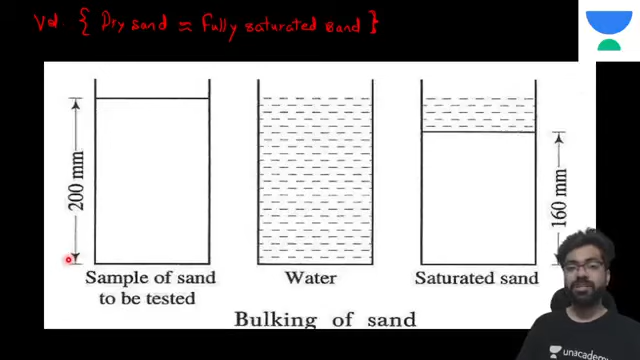 Vol. { Dry sand ≈ Fully saturated sand }
200 mm
160 mm
Sample of sand
to be tested
Water
Saturated sand
Bulking of sand
unacademy